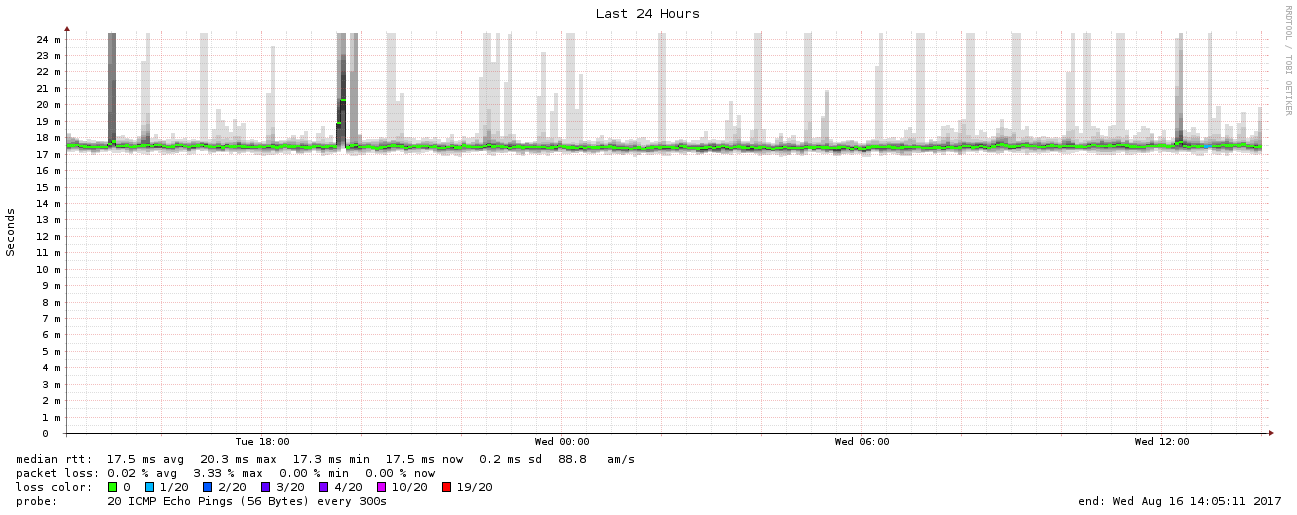 Last 24 Hours
RRDTOOL / TOBI OETIKER
Seconds
24 m
23 m
22 m
21 m
20 m
19 m
18 m
17 m
16 m
15 m
14 m
13 m
12 m
11 m
10 m
9 m
8 m
7 m
6 m
5 m
4 m
3 m
2 m
1 m
0
Tue 18:00 Wed 00:00 Wed 06:00 Wed 12:00
median rtt: 17.5 ms avg 20.3 ms max 17.3 ms min 17.5 ms now 0.2 ms sd 88.8 am/s
packet loss: 0.02 % avg 3.33 % max 0.00 % min 0.00 % now
loss color: 0 1/20 2/20 3/20 4/20 10/20 19/20
probe: 20 ICMP Echo Pings (56 Bytes) every 300s end: Wed Aug 16 14:05:11 2017